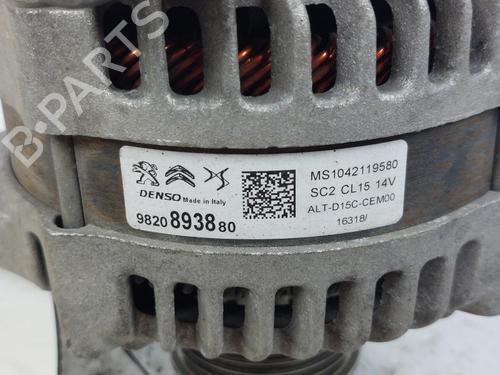 B-PARTS
DENSO Made in Italy
9820893880
MS1042119580
SC2 CL15 14V
ALT-D15C-CEM00
16318/